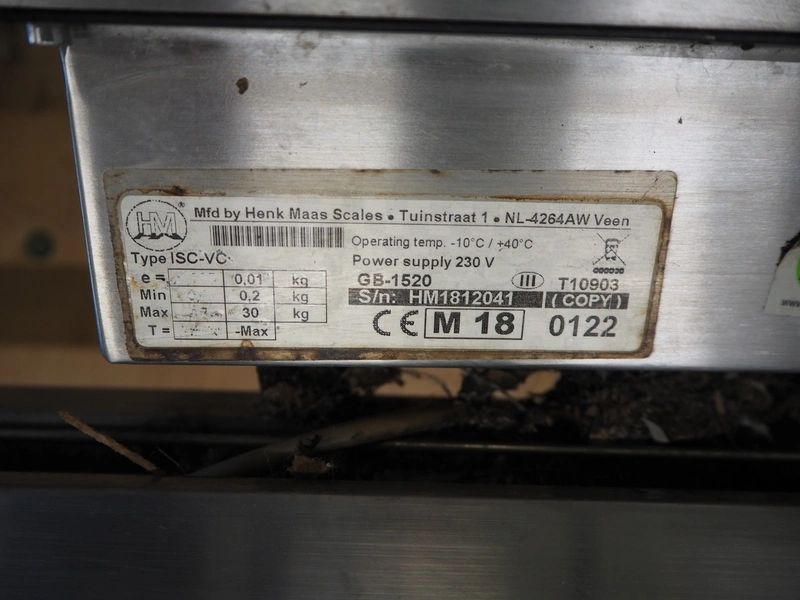 HM ®
Mfd by Henk Maas Scales • Tuinstraat 1 • NL-4264AW Veen
Operating temp. -10°C / +40°C
Type ISC-VC
Power supply 230 V
e = 0,01 kg
GB-1520 III T10903
Min 0,2 kg
S/n: HM1812041 (COPY)
Max 30 kg
T = -Max
CE M 18 0122